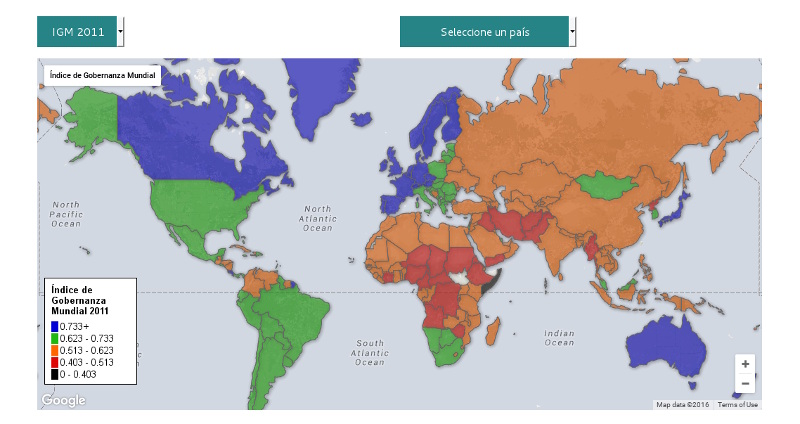 IGM 2011
Seleccione un país
Índice de Gobernanza Mundial
North
Pacific
Ocean
North
Atlantic
Ocean
South
Atlantic
Ocean
Indian
Ocean
Índice de
Gobernanza
Mundial 2011
0.733+
0.623 - 0.733
0.513 - 0.623
0.403 - 0.513
0 - 0.403
+
−
Google
Map data ©2016 Terms of Use